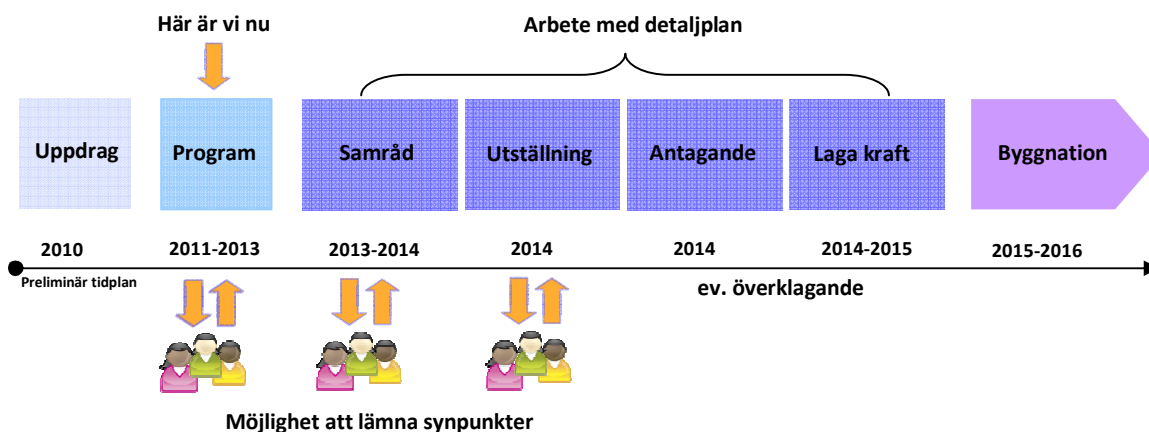 Här är vi nu
Arbete med detaljplan
Uppdrag
Program
Samråd
Utställning
Antagande
Laga kraft
Byggnation
2010
2011-2013
2013-2014
2014
2014
2014-2015
2015-2016
Preliminär tidplan
ev. överklagande
Möjlighet att lämna synpunkter